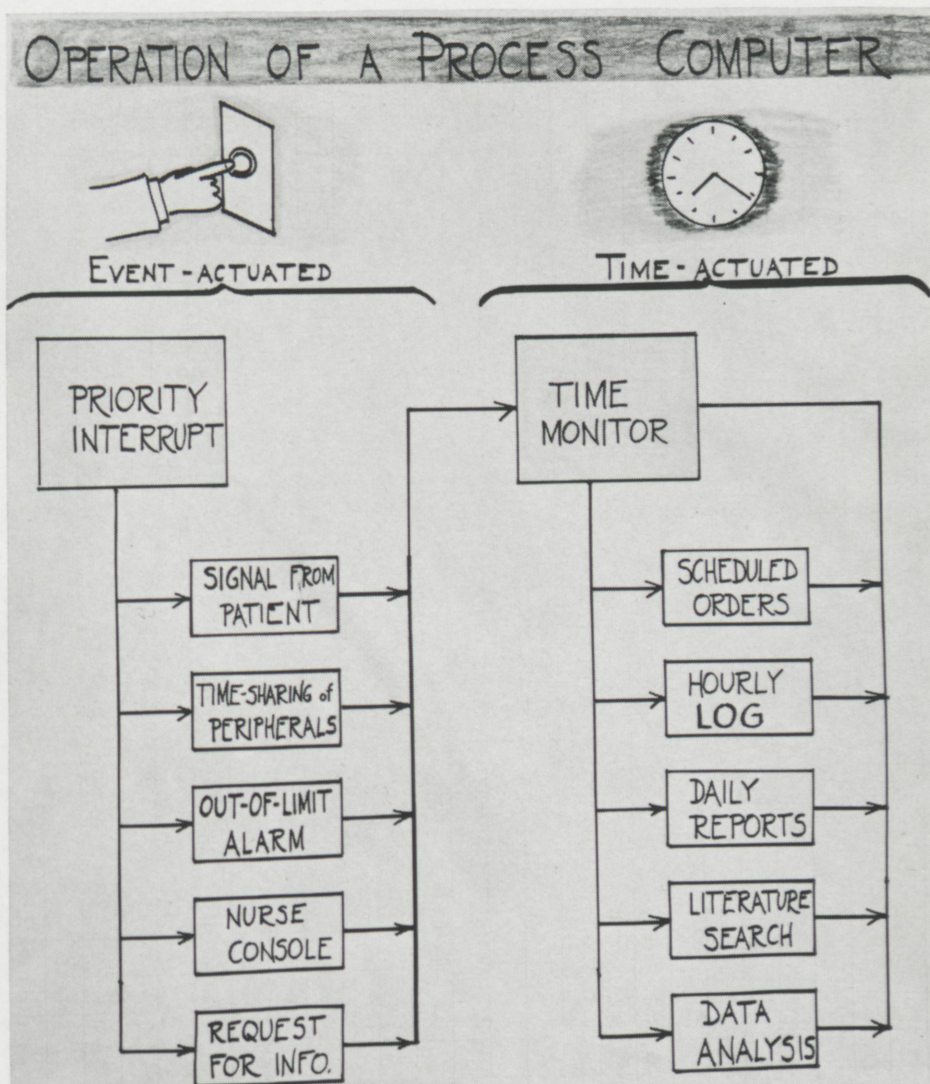 OPERATION OF A PROCESS COMPUTER
EVENT-ACTUATED
PRIORITY
INTERRUPT
SIGNAL FROM
PATIENT
TIME-SHARING of
PERIPHERALS
OUT-OF-LIMIT
ALARM
NURSE
CONSOLE
REQUEST
FOR INFO.
TIME-ACTUATED
TIME
MONITOR
SCHEDULED
ORDERS
HOURLY
LOG
DAILY
REPORTS
LITERATURE
SEARCH
DATA
ANALYSIS